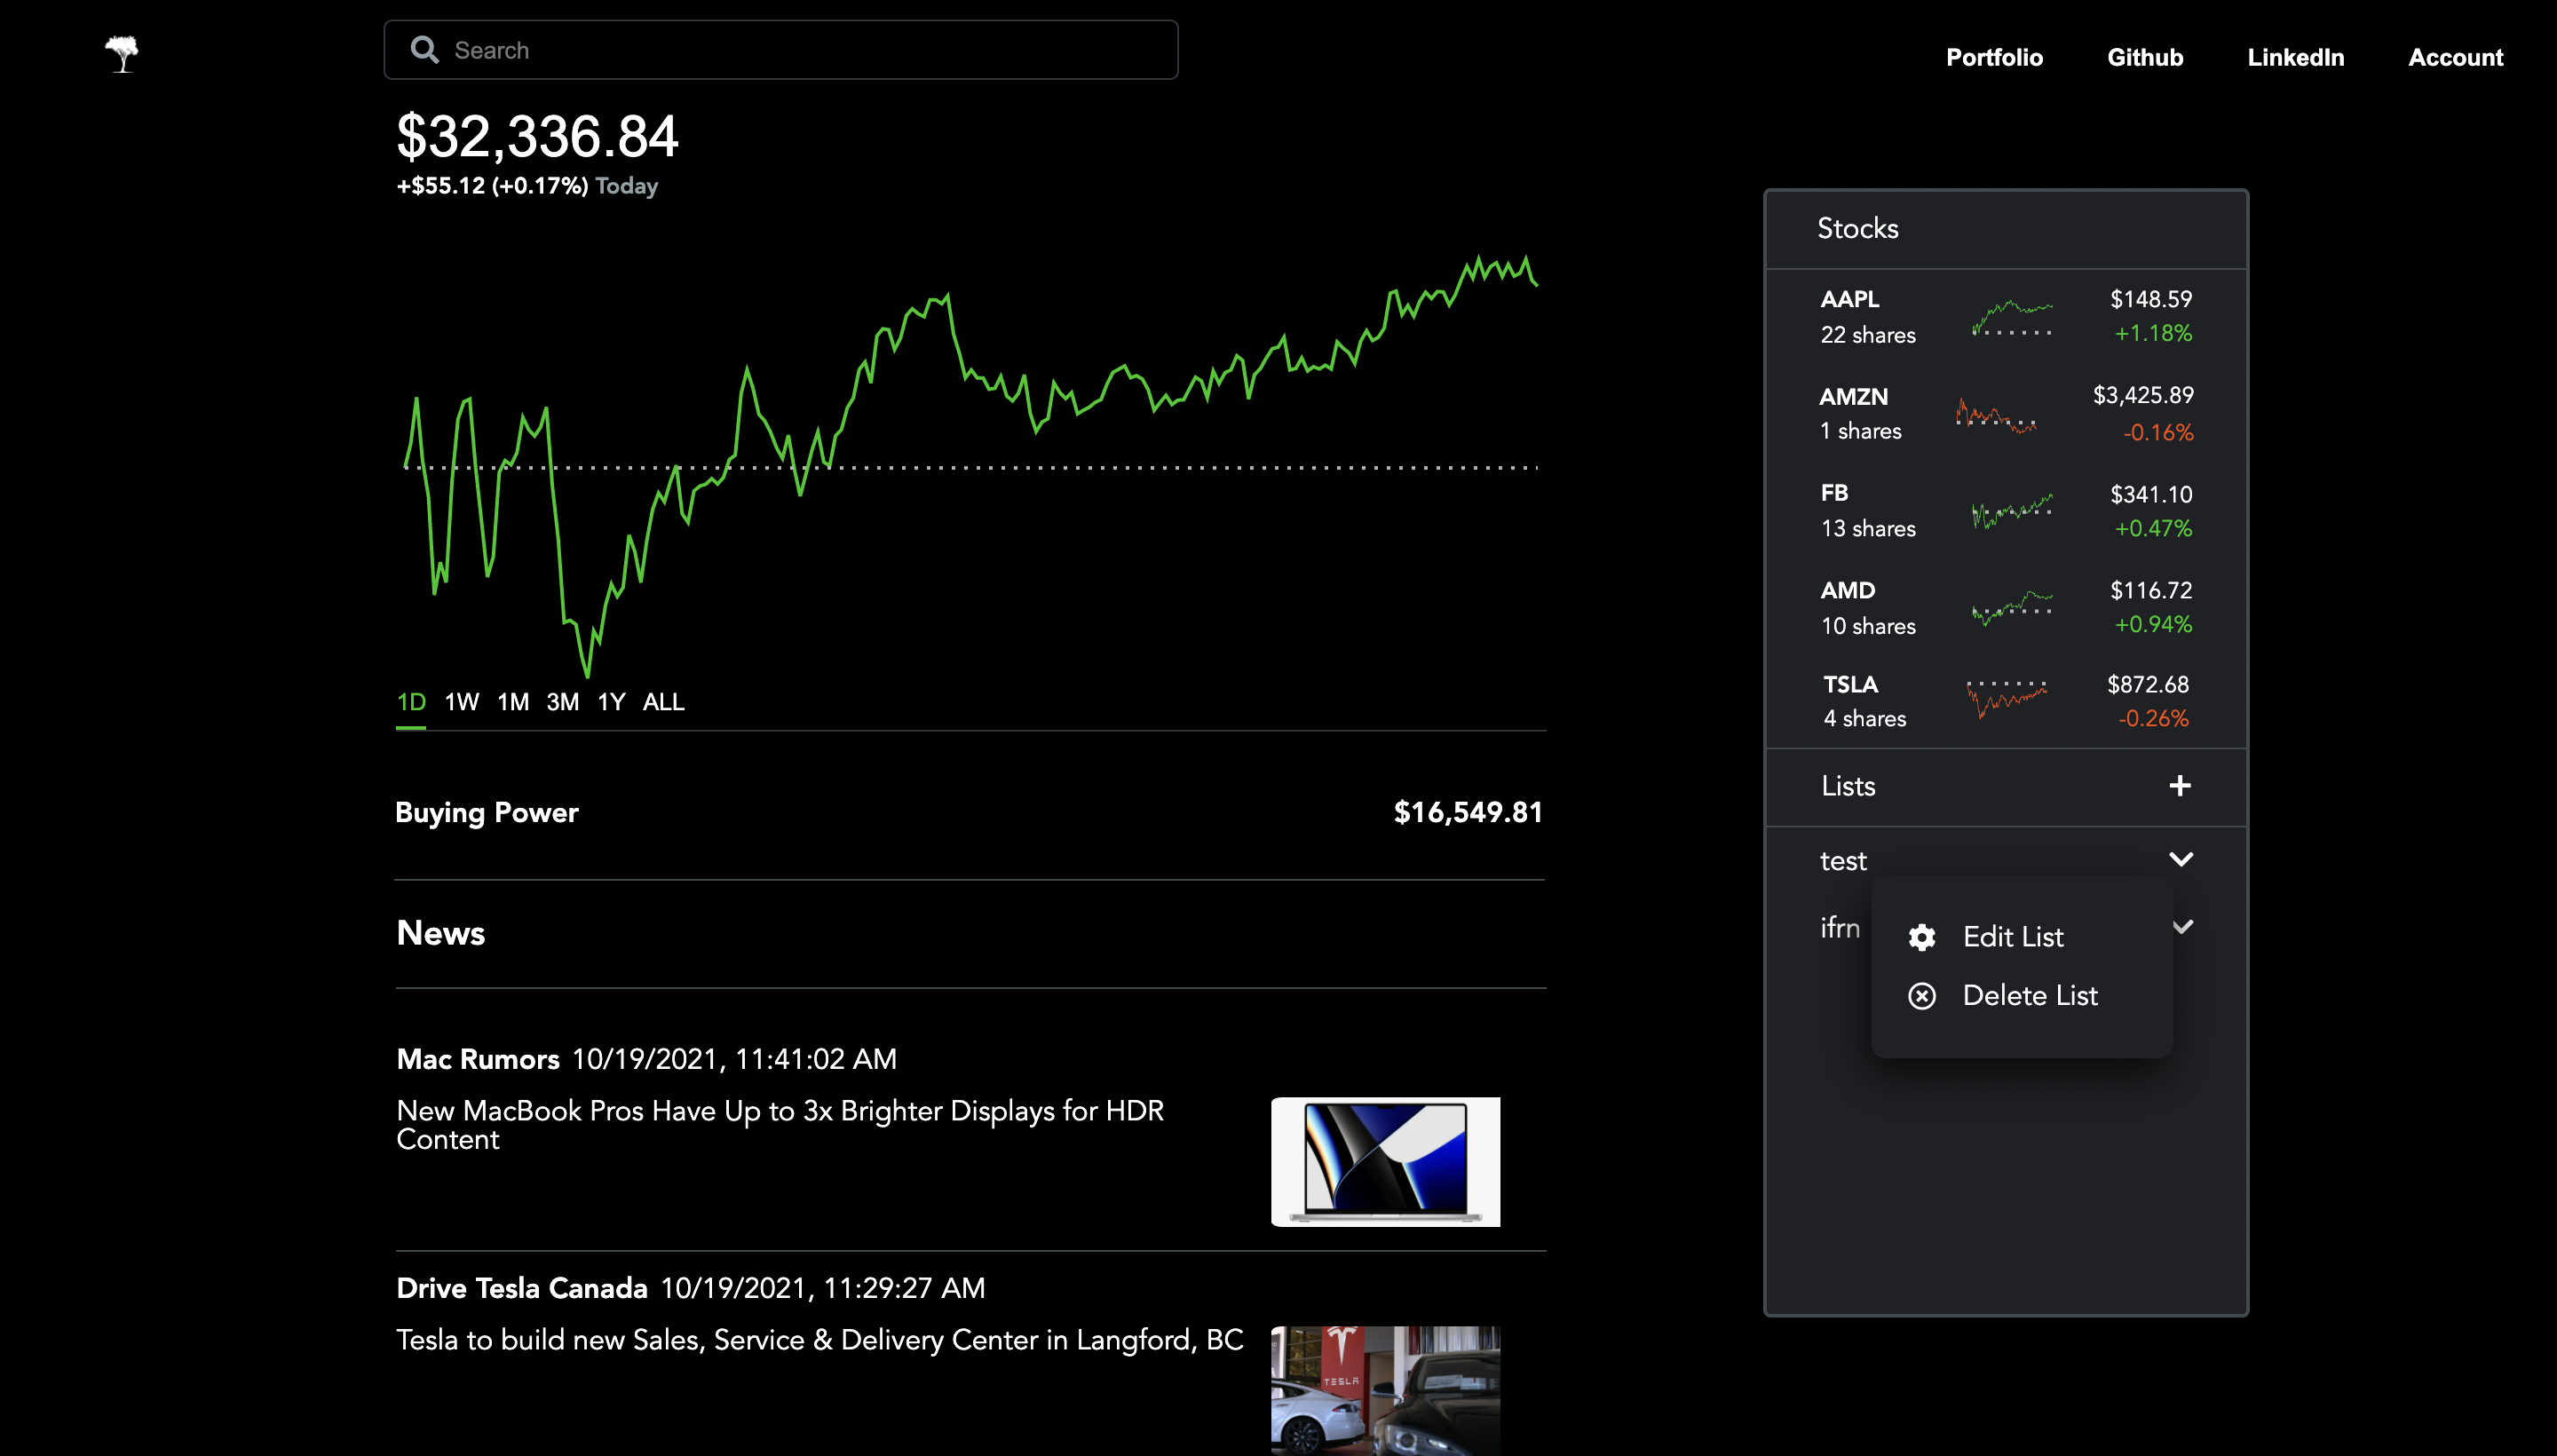 Search
Portfolio
Github
LinkedIn
Account
$32,336.84
+$55.12 (+0.17%) Today
1D 1W 1M 3M 1Y ALL
Buying Power $16,549.81
News
Mac Rumors 10/19/2021, 11:41:02 AM
New MacBook Pros Have Up to 3x Brighter Displays for HDR
Content
Drive Tesla Canada 10/19/2021, 11:29:27 AM
Tesla to build new Sales, Service & Delivery Center in Langford, BC
TESLA
Stocks
AAPL $148.59
22 shares +1.18%
AMZN $3,425.89
1 shares -0.16%
FB $341.10
13 shares +0.47%
AMD $116.72
10 shares +0.94%
TSLA $872.68
4 shares -0.26%
Lists +
test
ifrn
Edit List
Delete List